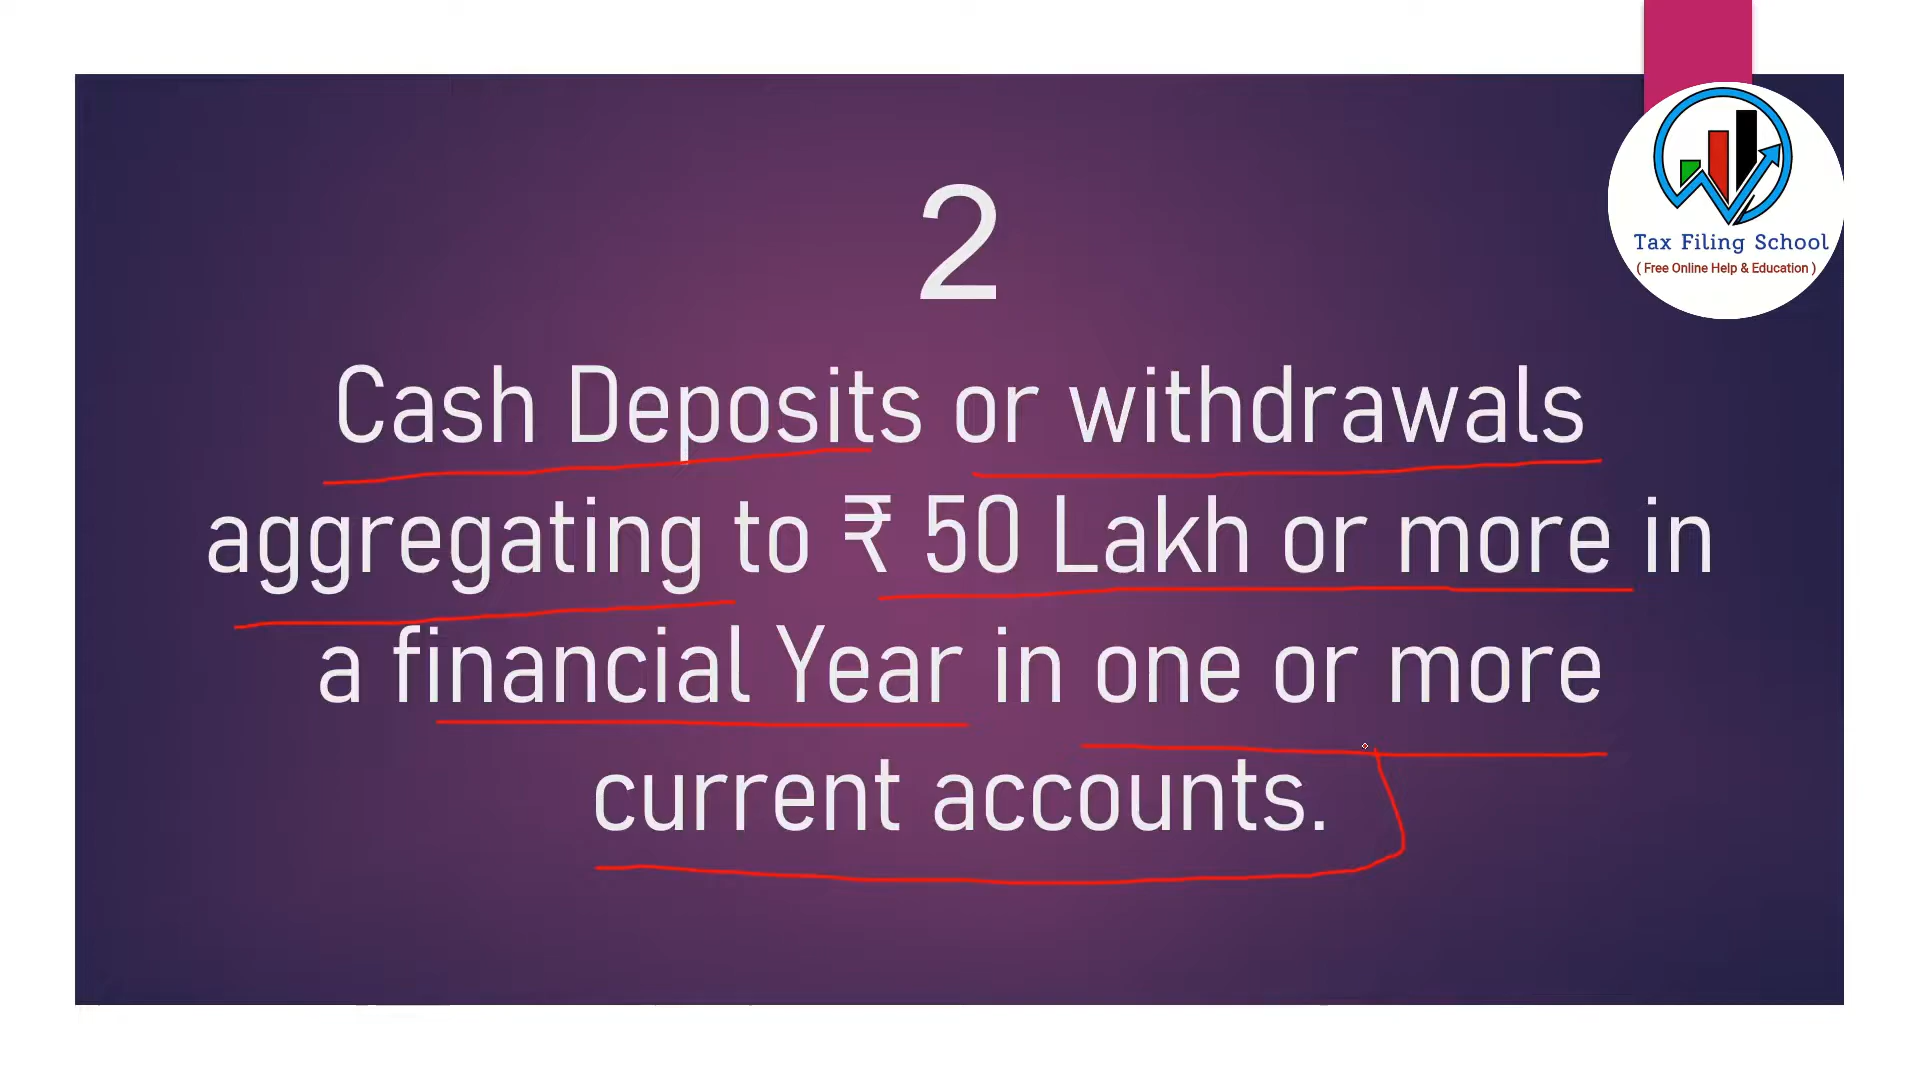 Tax Filing School
( Free Online Help & Education )
2
Cash Deposits or withdrawals
aggregating to ₹ 50 Lakh or more in
a financial Year in one or more
current accounts.